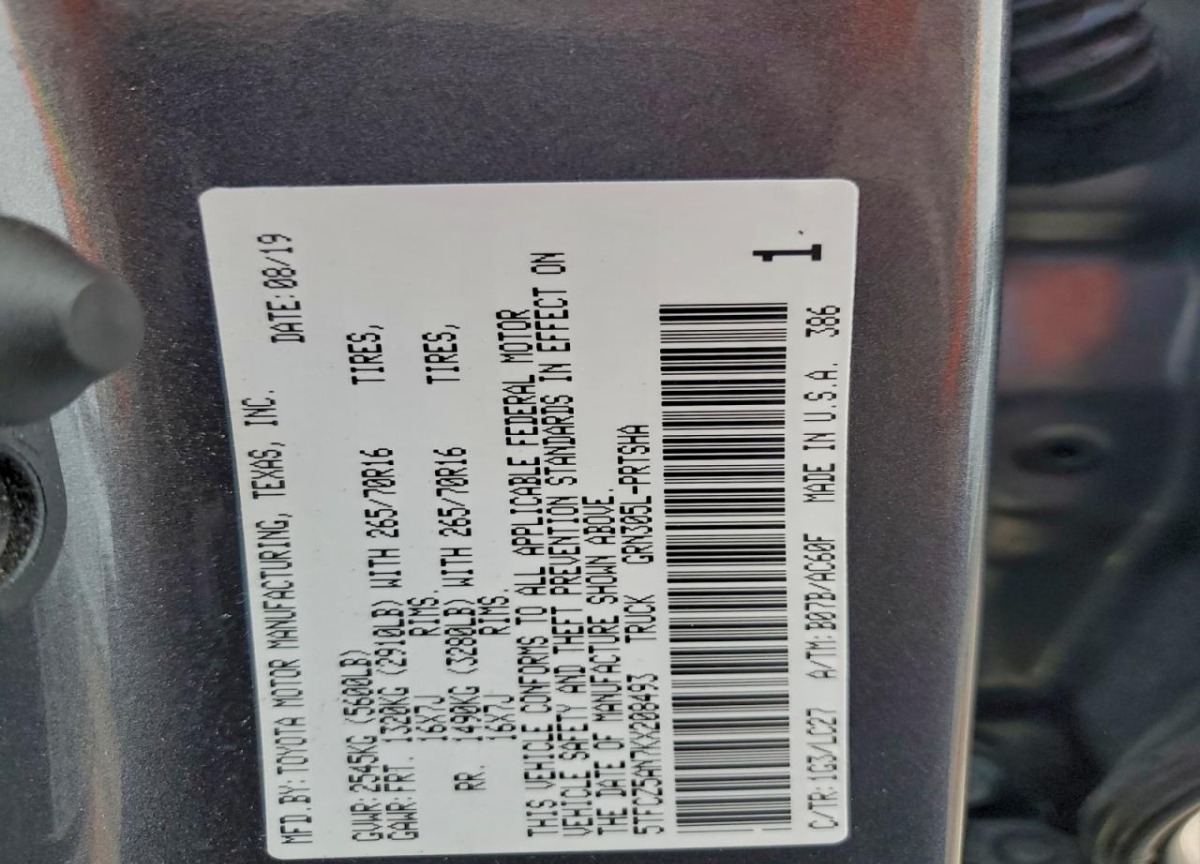 MFD.BY:TOYOTA MOTOR MANUFACTURING, TEXAS, INC.
DATE:08/19
GVWR:2545KG (5600LB)
GAWR:FRT. 1320KG (2910LB) WITH 265/70R16 TIRES,
16X7J RIMS.
RR. 1490KG (3280LB) WITH 265/70R16 TIRES,
16X7J RIMS.
THIS VEHICLE CONFORMS TO ALL APPLICABLE FEDERAL MOTOR
VEHICLE SAFETY AND THEFT PREVENTION STANDARDS IN EFFECT ON
THE DATE OF MANUFACTURE SHOWN ABOVE.
5TFCZ5AN7KX208493 TRUCK GRN305L-PRTSHA
1
C/TR:1G3/LC27 A/TM:B07B/AC60F MADE IN U.S.A. 386